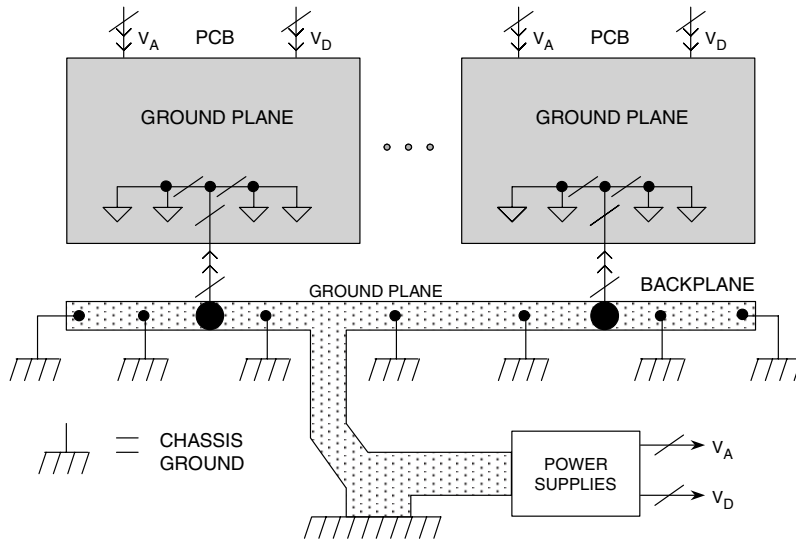 V_A PCB V_D
V_A PCB V_D
GROUND PLANE
GROUND PLANE
GROUND PLANE
BACKPLANE
CHASSIS
GROUND
POWER
SUPPLIES
V_A
V_D